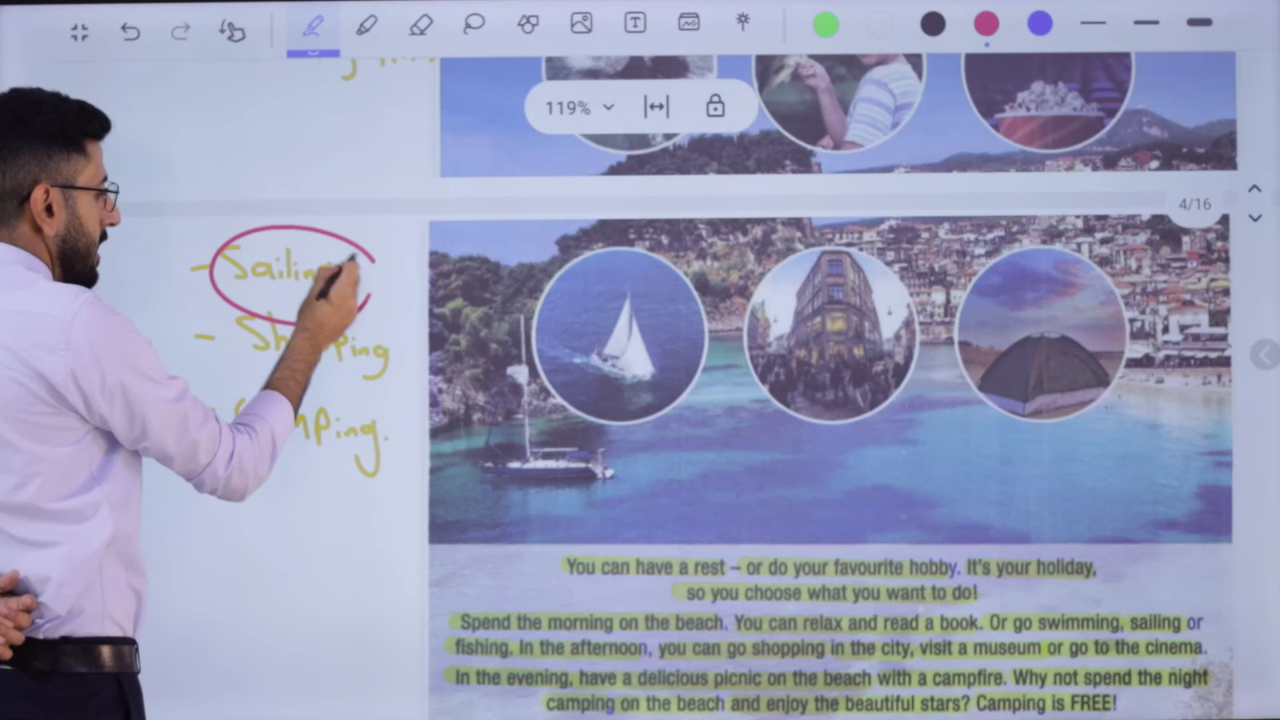 119%
4/16
- Sailing
- Shopping
Camping.
You can have a rest – or do your favourite hobby. It's your holiday,
so you choose what you want to do!
Spend the morning on the beach. You can relax and read a book. Or go swimming, sailing or
fishing. In the afternoon, you can go shopping in the city, visit a museum or go to the cinema.
In the evening, have a delicious picnic on the beach with a campfire. Why not spend the night
camping on the beach and enjoy the beautiful stars? Camping is FREE!